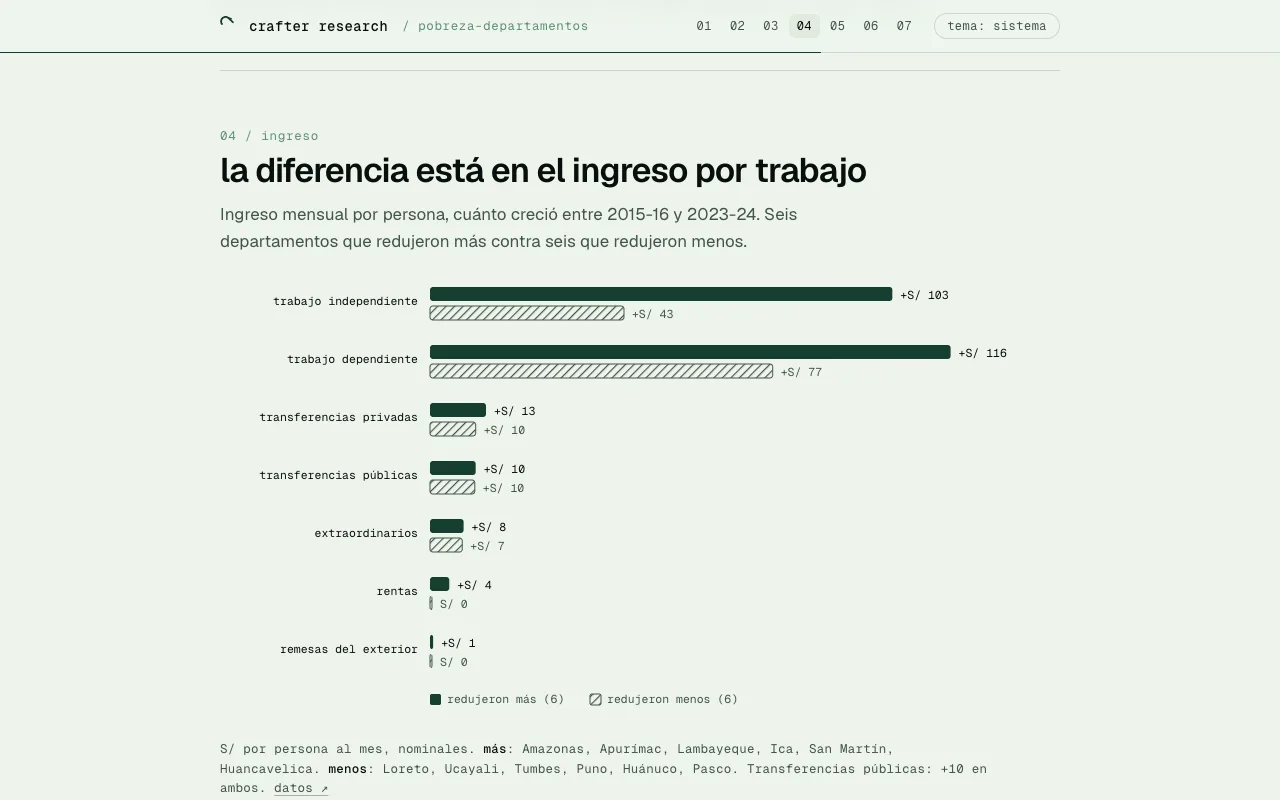 crafter research / pobreza-departamentos 01 02 03 04 05 06 07 tema: sistema
04 / ingreso
la diferencia está en el ingreso por trabajo
Ingreso mensual por persona, cuánto creció entre 2015-16 y 2023-24. Seis
departamentos que redujeron más contra seis que redujeron menos.
trabajo independiente
+S/ 103
+S/ 43
trabajo dependiente
+S/ 116
+S/ 77
transferencias privadas
+S/ 13
+S/ 10
transferencias públicas
+S/ 10
+S/ 10
extraordinarios
+S/ 8
+S/ 7
rentas
+S/ 4
S/ 0
remesas del exterior
+S/ 1
S/ 0
redujeron más (6) redujeron menos (6)
S/ por persona al mes, nominales. más: Amazonas, Apurímac, Lambayeque, Ica, San Martín,
Huancavelica. menos: Loreto, Ucayali, Tumbes, Puno, Huánuco, Pasco. Transferencias públicas: +10 en
ambos. datos ↗